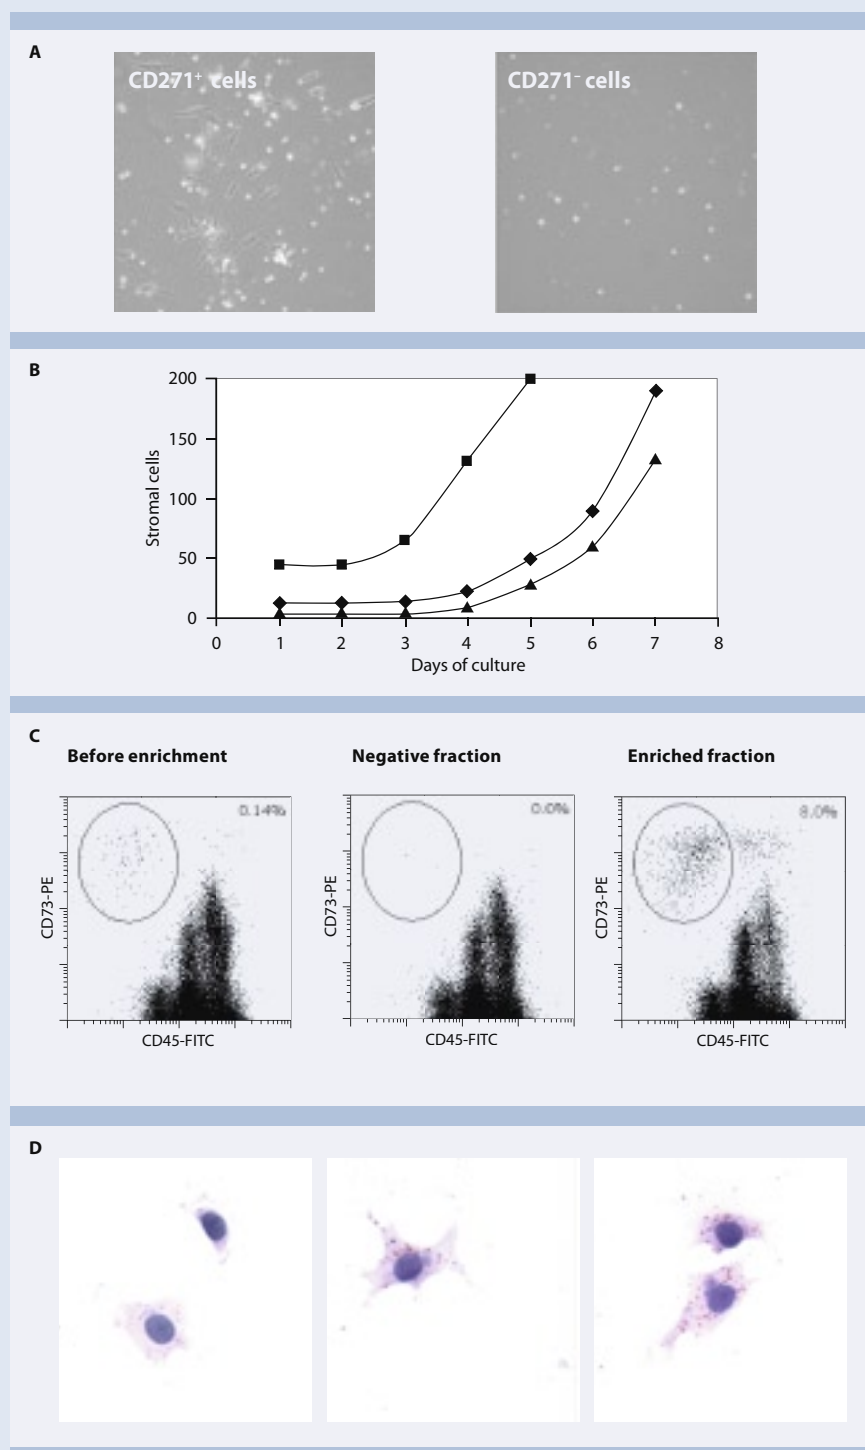 A
CD271⁺ cells
CD271⁻ cells
B
200
150
100
50
0
Stromal cells
0 1 2 3 4 5 6 7 8
Days of culture
C
Before enrichment
Negative fraction
Enriched fraction
0.14%
0.0%
8.0%
CD73-PE
CD73-PE
CD73-PE
CD45-FITC
CD45-FITC
CD45-FITC
D